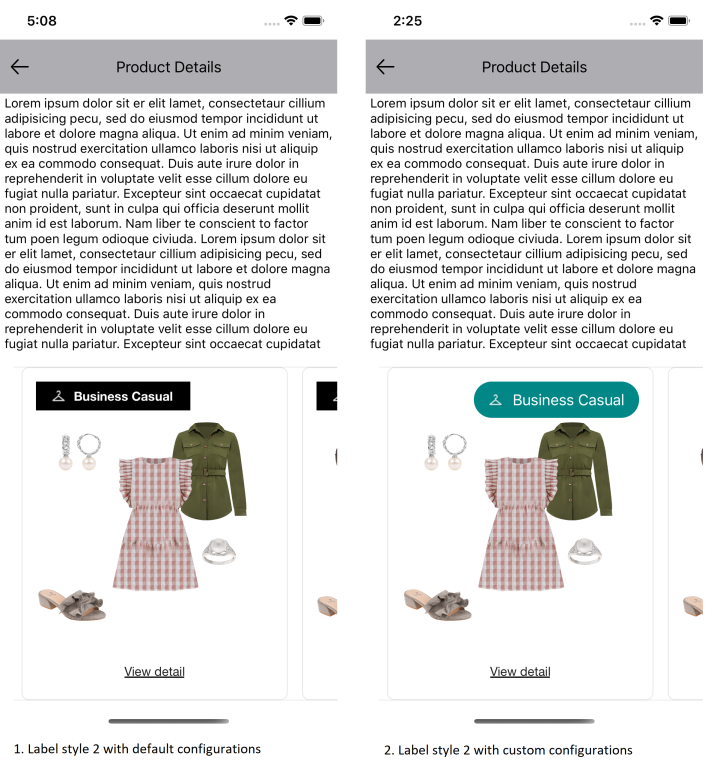 5:08
Product Details
Lorem ipsum dolor sit er elit lamet, consectetaur cillium
adipisicing pecu, sed do eiusmod tempor incididunt ut
labore et dolore magna aliqua. Ut enim ad minim veniam,
quis nostrud exercitation ullamco laboris nisi ut aliquip
ex ea commodo consequat. Duis aute irure dolor in
reprehenderit in voluptate velit esse cillum dolore eu
fugiat nulla pariatur. Excepteur sint occaecat cupidatat
non proident, sunt in culpa qui officia deserunt mollit
anim id est laborum. Nam liber te conscient to factor
tum poen legum odioque civiuda. Lorem ipsum dolor sit
er elit lamet, consectetaur cillium adipisicing pecu, sed
do eiusmod tempor incididunt ut labore et dolore magna
aliqua. Ut enim ad minim veniam, quis nostrud
exercitation ullamco laboris nisi ut aliquip ex ea
commodo consequat. Duis aute irure dolor in
reprehenderit in voluptate velit esse cillum dolore eu
fugiat nulla pariatur. Excepteur sint occaecat cupidatat
Business Casual
View detail
1. Label style 2 with default configurations
2:25
Product Details
Lorem ipsum dolor sit er elit lamet, consectetaur cillium
adipisicing pecu, sed do eiusmod tempor incididunt ut
labore et dolore magna aliqua. Ut enim ad minim veniam,
quis nostrud exercitation ullamco laboris nisi ut aliquip
ex ea commodo consequat. Duis aute irure dolor in
reprehenderit in voluptate velit esse cillum dolore eu
fugiat nulla pariatur. Excepteur sint occaecat cupidatat
non proident, sunt in culpa qui officia deserunt mollit
anim id est laborum. Nam liber te conscient to factor
tum poen legum odioque civiuda. Lorem ipsum dolor sit
er elit lamet, consectetaur cillium adipisicing pecu, sed
do eiusmod tempor incididunt ut labore et dolore magna
aliqua. Ut enim ad minim veniam, quis nostrud
exercitation ullamco laboris nisi ut aliquip ex ea
commodo consequat. Duis aute irure dolor in
reprehenderit in voluptate velit esse cillum dolore eu
fugiat nulla pariatur. Excepteur sint occaecat cupidatat
Business Casual
View detail
2. Label style 2 with custom configurations